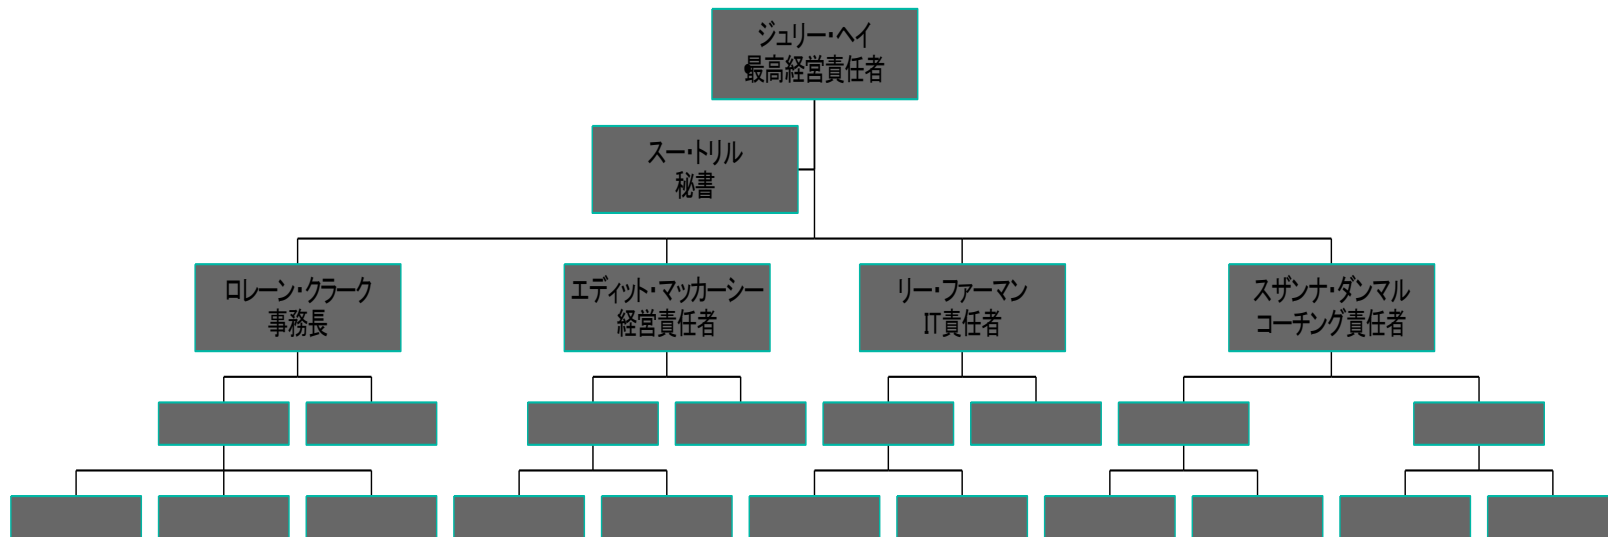 ジュリー・ヘイ
最高経営責任者
スー・トリル
秘書
ロレーン・クラーク
事務長
エディット・マッカーシー
経営責任者
リー・ファーマン
IT責任者
スザンナ・ダンマル
コーチング責任者